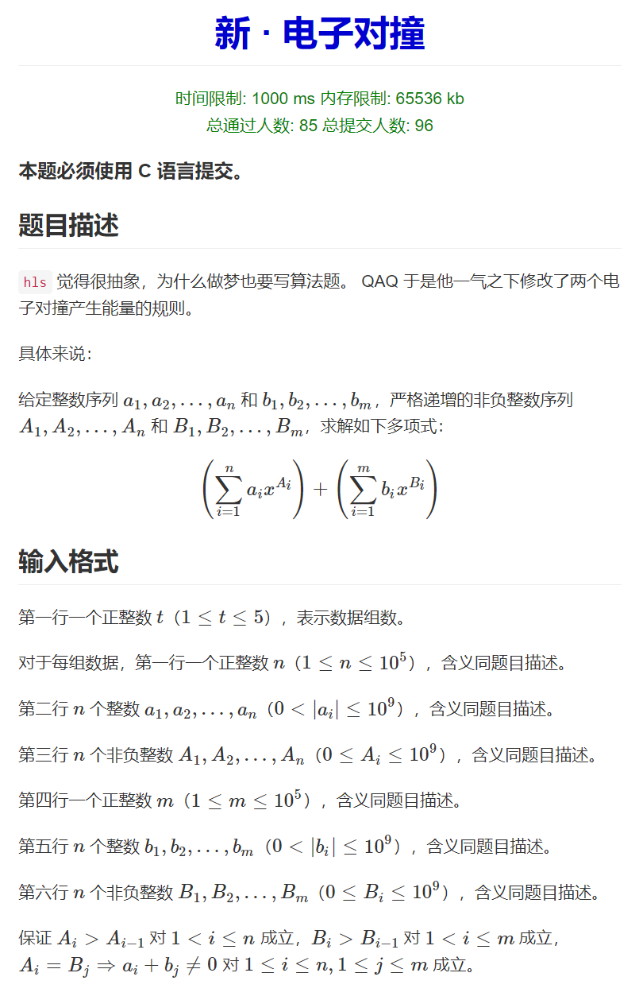 新 · 电子对撞
时间限制: 1000 ms 内存限制: 65536 kb
总通过人数: 85 总提交人数: 96
本题必须使用 C 语言提交。
题目描述
hls 觉得很抽象，为什么做梦也要写算法题。 QAQ 于是他一气之下修改了两个电
子对撞产生能量的规则。
具体来说：
给定整数序列 $a_1, a_2, \ldots, a_n$ 和 $b_1, b_2, \ldots, b_m$，严格递增的非负整数序列
$A_1, A_2, \ldots, A_n$ 和 $B_1, B_2, \ldots, B_m$，求解如下多项式：
$\left(\sum_{i=1}^{n} a_i x^{A_i}\right) + \left(\sum_{i=1}^{m} b_i x^{B_i}\right)$
输入格式
第一行一个正整数 $t$（$1 \le t \le 5$），表示数据组数。
对于每组数据，第一行一个正整数 $n$（$1 \le n \le 10^5$），含义同题目描述。
第二行 $n$ 个整数 $a_1, a_2, \ldots, a_n$（$0 < |a_i| \le 10^9$），含义同题目描述。
第三行 $n$ 个非负整数 $A_1, A_2, \ldots, A_n$（$0 \le A_i \le 10^9$），含义同题目描述。
第四行一个正整数 $m$（$1 \le m \le 10^5$），含义同题目描述。
第五行 $n$ 个整数 $b_1, b_2, \ldots, b_m$（$0 < |b_i| \le 10^9$），含义同题目描述。
第六行 $n$ 个非负整数 $B_1, B_2, \ldots, B_m$（$0 \le B_i \le 10^9$），含义同题目描述。
保证 $A_i > A_{i-1}$ 对 $1 < i \le n$ 成立，$B_i > B_{i-1}$ 对 $1 < i \le m$ 成立，
$A_i = B_j \Rightarrow a_i + b_j \ne 0$ 对 $1 \le i \le n, 1 \le j \le m$ 成立。